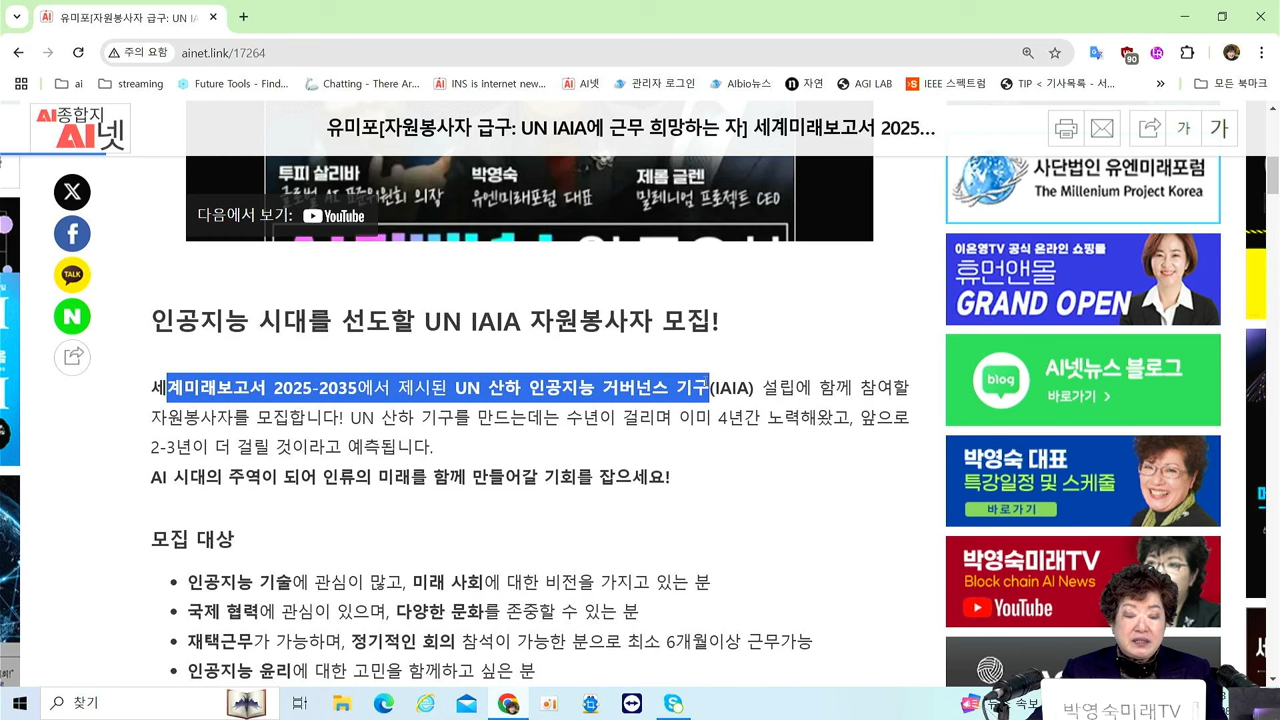 유미포[자원봉사자 급구: UN IA
주의 요함
ainet.link/17264
90
ai
streaming
Future Tools - Find...
Chatting - There Ar...
INS is internet new...
AI넷
관리자 로그인
AIbio뉴스
자연
AGI LAB
IEEE 스펙트럼
TIP < 기사목록 - 서...
»
모든 북마크
AI종합지
AI넷
유미포[자원봉사자 급구: UN IAIA에 근무 희망하는 자] 세계미래보고서 2025...
가
가
투피 살리바
글로벌 AI 표준위원회 의장
박영숙
유엔미래포럼 대표
제롬 글렌
밀레니엄 프로젝트 CEO
다음에서 보기:
YouTube
TALK
N
인공지능 시대를 선도할 UN IAIA 자원봉사자 모집!
세계미래보고서 2025-2035에서 제시된 UN 산하 인공지능 거버넌스 기구(IAIA) 설립에 함께 참여할
자원봉사자를 모집합니다! UN 산하 기구를 만드는데는 수년이 걸리며 이미 4년간 노력해왔고, 앞으로
2-3년이 더 걸릴 것이라고 예측됩니다.
AI 시대의 주역이 되어 인류의 미래를 함께 만들어갈 기회를 잡으세요!
모집 대상
• 인공지능 기술에 관심이 많고, 미래 사회에 대한 비전을 가지고 있는 분
• 국제 협력에 관심이 있으며, 다양한 문화를 존중할 수 있는 분
• 재택근무가 가능하며, 정기적인 회의 참석이 가능한 분으로 최소 6개월이상 근무가능
• 인공지능 윤리에 대한 고민을 함께하고 싶은 분
사단법인 유엔미래포럼
The Millenium Project Korea
이은영TV 공식 온라인 쇼핑몰
휴먼앤몰
GRAND OPEN
blog
AI넷뉴스 블로그
바로가기 >
박영숙 대표
특강일정 및 스케줄
바로가기
박영숙미래TV
Block chain AI News
YouTube
찾기
속보
박영숙미래TV